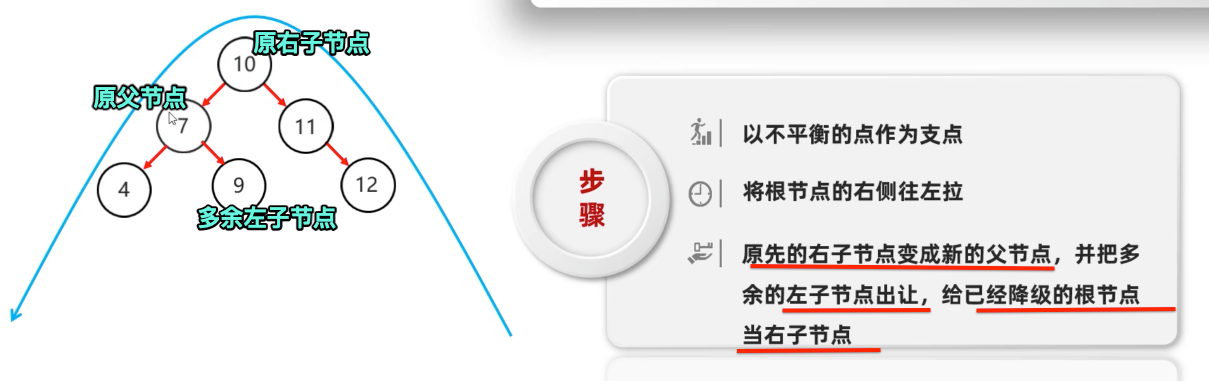 原右子节点
10
原父节点
7
11
4
9
12
多余左子节点
步
骤
以不平衡的点作为支点
将根节点的右侧往左拉
原先的右子节点变成新的父节点，并把多
余的左子节点出让，给已经降级的根节点
当右子节点